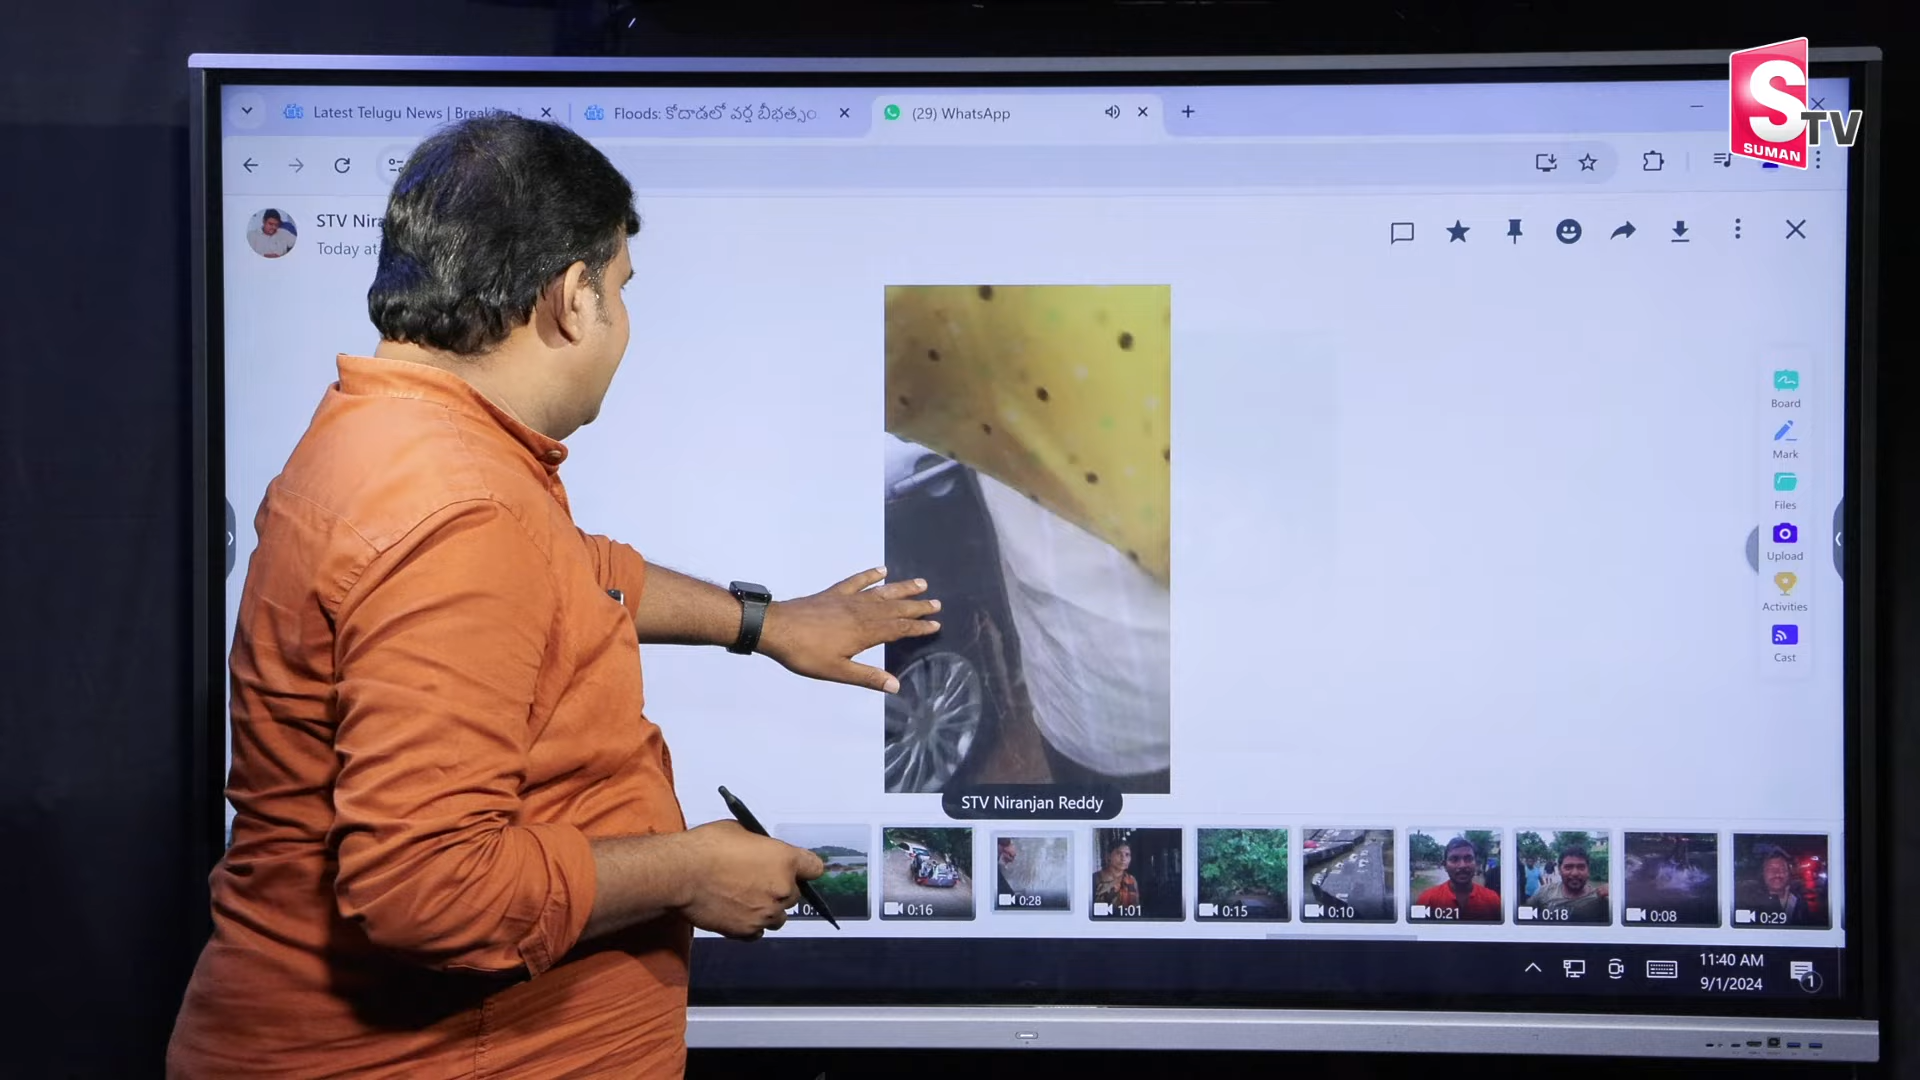 S TV
SUMAN
Latest Telugu News |
Floods: కోదాడలో వర్ష బీభత్సం
(29) WhatsApp
STV
Today at
Board
Mark
Files
Upload
Activities
Cast
STV Niranjan Reddy
0:16
0:28
1:01
0:15
0:10
0:21
0:18
0:08
0:29
11:40 AM
9/1/2024
1